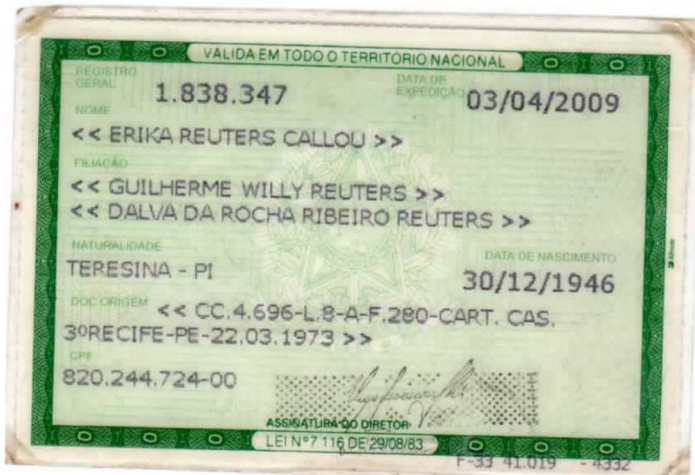 VALIDA EM TODO O TERRITÓRIO NACIONAL
REGISTRO GERAL 1.838.347 DATA DE EXPEDIÇÃO 03/04/2009
NOME
<< ERIKA REUTERS CALLOU >>
FILIAÇÃO
<< GUILHERME WILLY REUTERS >>
<< DALVA DA ROCHA RIBEIRO REUTERS >>
NATURALIDADE DATA DE NASCIMENTO
TERESINA - PI 30/12/1946
DOC ORIGEM << CC.4.696-L.8-A-F.280-CART. CAS.
3ºRECIFE-PE-22.03.1973 >>
CPF
820.244.724-00
ASSINATURA DO DIRETOR
LEI Nº 7.116 DE 29/08/83
F-33 41.019 - 4332